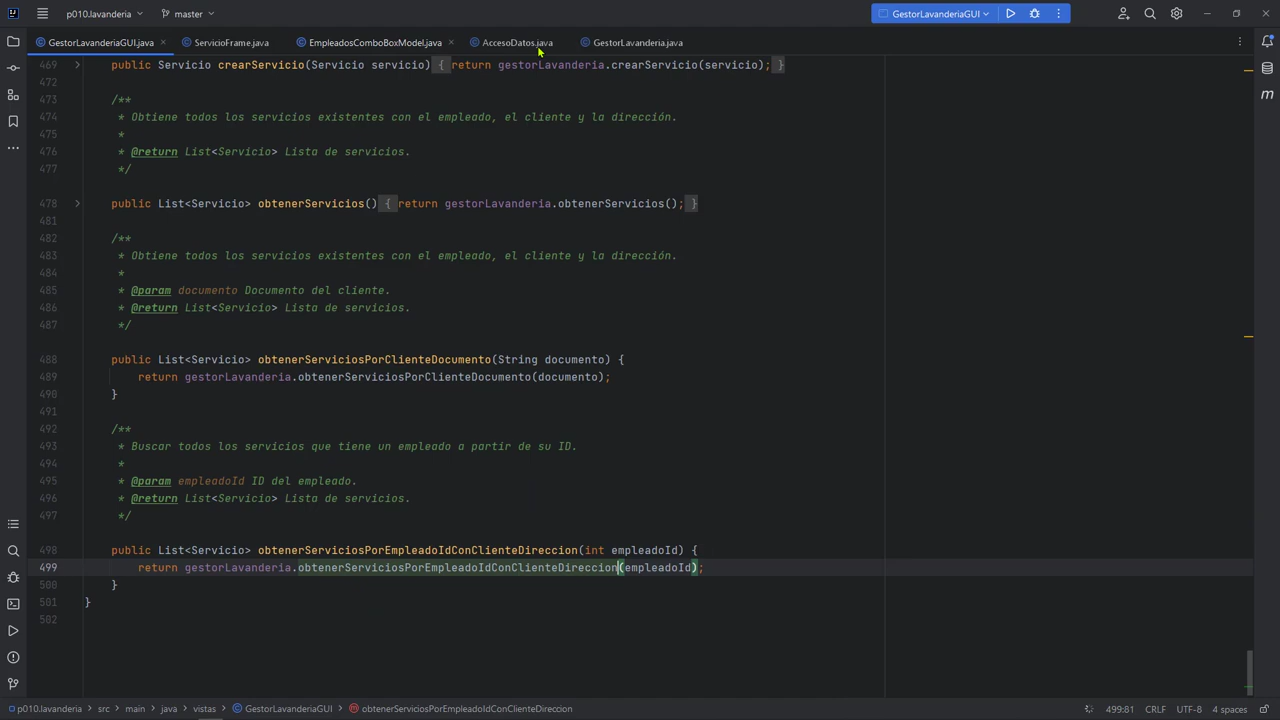 p010.lavanderia
master
GestorLavanderiaGUI
GestorLavanderiaGUI.java
ServicioFrame.java
EmpleadosComboBoxModel.java
AccesoDatos.java
GestorLavanderia.java
469 public Servicio crearServicio(Servicio servicio) { return gestorLavanderia.crearServicio(servicio); }
472
473 /**
474 * Obtiene todos los servicios existentes con el empleado, el cliente y la dirección.
475 *
476 * @return List<Servicio> Lista de servicios.
477 */
478 public List<Servicio> obtenerServicios() { return gestorLavanderia.obtenerServicios(); }
481
482 /**
483 * Obtiene todos los servicios existentes con el empleado, el cliente y la dirección.
484 *
485 * @param documento Documento del cliente.
486 * @return List<Servicio> Lista de servicios.
487 */
488 public List<Servicio> obtenerServiciosPorClienteDocumento(String documento) {
489 return gestorLavanderia.obtenerServiciosPorClienteDocumento(documento);
490 }
491
492 /**
493 * Buscar todos los servicios que tiene un empleado a partir de su ID.
494 *
495 * @param empleadoId ID del empleado.
496 * @return List<Servicio> Lista de servicios.
497 */
498 public List<Servicio> obtenerServiciosPorEmpleadoIdConClienteDireccion(int empleadoId) {
499 return gestorLavanderia.obtenerServiciosPorEmpleadoIdConClienteDireccion(empleadoId);
500 }
501 }
502
p010.lavanderia > src > main > java > vistas > GestorLavanderiaGUI > obtenerServiciosPorEmpleadoIdConClienteDireccion
499:81 CRLF UTF-8 4 spaces